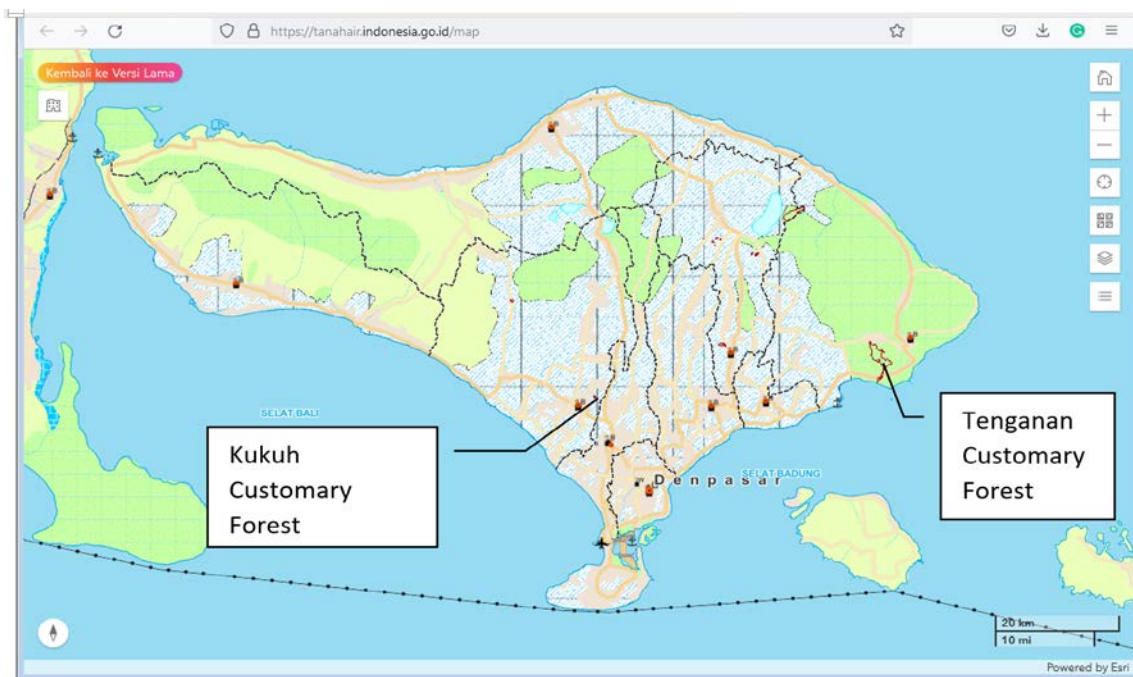 https://tanahair.indonesia.go.id/map
Kembali ke Versi Lama
SELAT BALI
Kukuh
Customary
Forest
Denpasar
SELAT BADUNG
Tenganan
Customary
Forest
20 km
10 mi
Powered by Esri